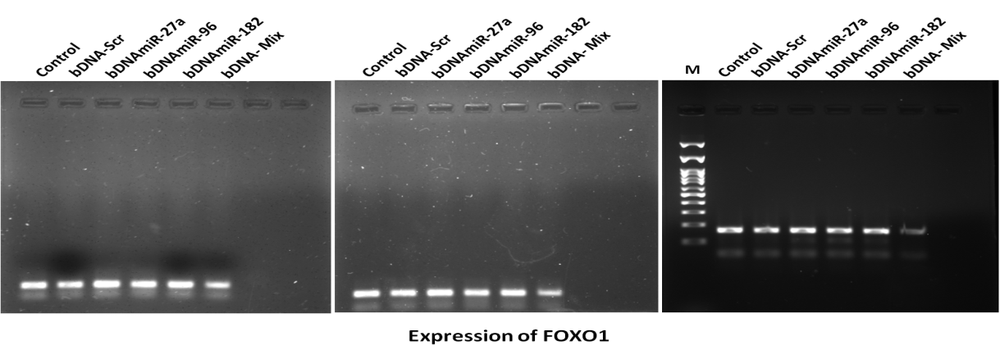 Control
bDNA-Scr
bDNAmiR-27a
bDNAmiR-96
bDNAmiR-182
bDNA- Mix
Control
bDNA-Scr
bDNAmiR-27a
bDNAmiR-96
bDNAmiR-182
bDNA- Mix
M
Control
bDNA-Scr
bDNAmiR-27a
bDNAmiR-96
bDNAmiR-182
bDNA- Mix
Expression of FOXO1